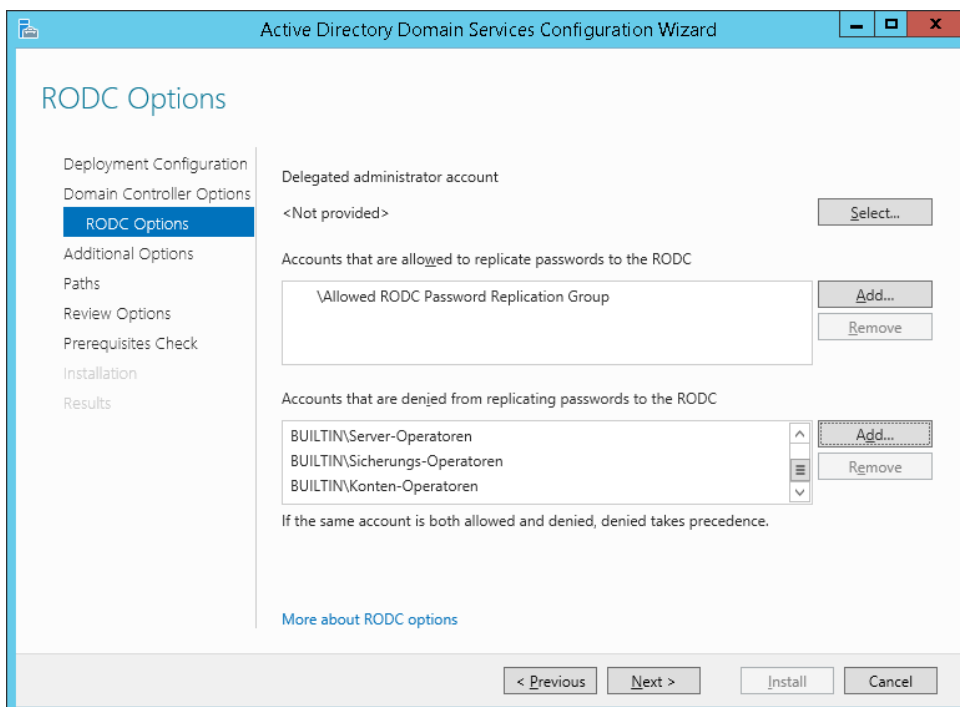 Active Directory Domain Services Configuration Wizard
RODC Options
Deployment Configuration
Domain Controller Options
RODC Options
Additional Options
Paths
Review Options
Prerequisites Check
Installation
Results
Delegated administrator account
<Not provided>
Select...
Accounts that are allowed to replicate passwords to the RODC
\Allowed RODC Password Replication Group
Add...
Remove
Accounts that are denied from replicating passwords to the RODC
BUILTIN\Server-Operatoren
BUILTIN\Sicherungs-Operatoren
BUILTIN\Konten-Operatoren
Add...
Remove
If the same account is both allowed and denied, denied takes precedence.
More about RODC options
< Previous
Next >
Install
Cancel